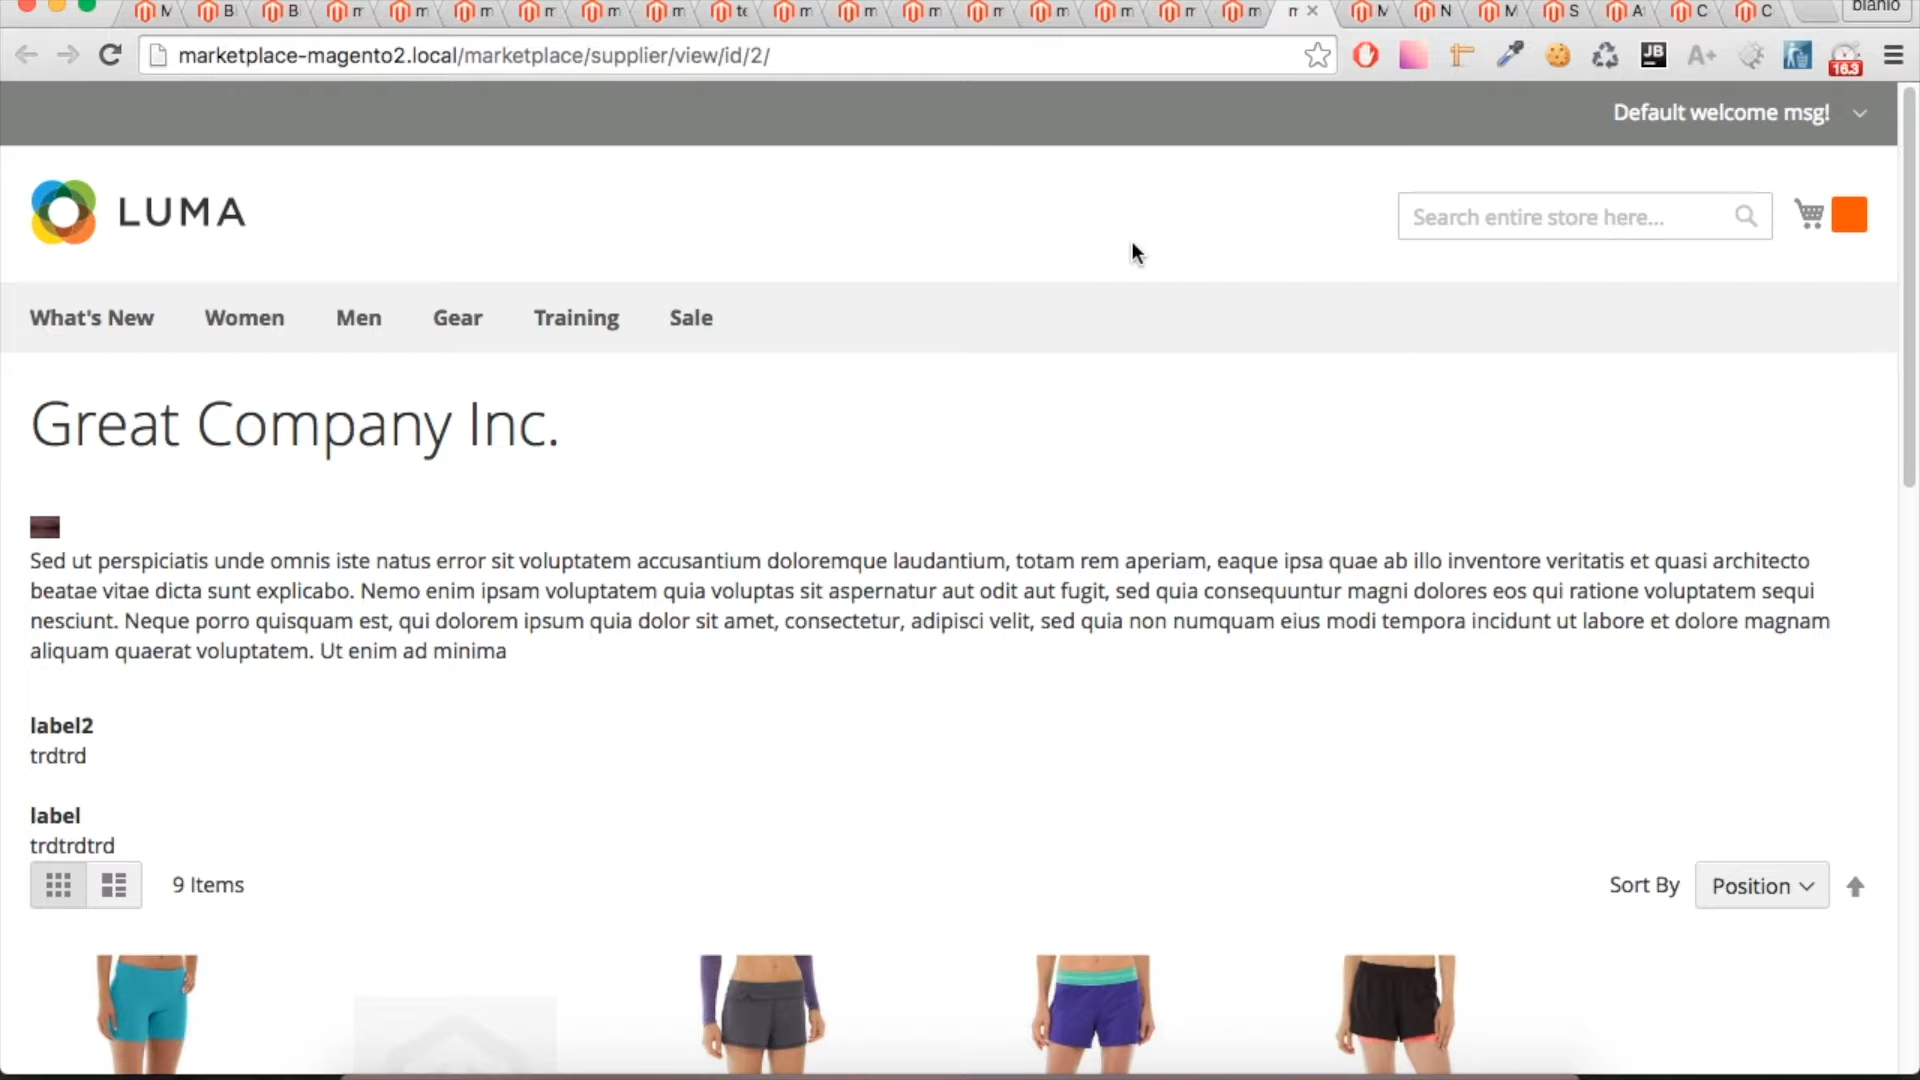 M
B
B
m
m
m
m
m
m
te
m
m
m
m
m
m
m
m
m
M
N
M
S
A
C
C
marketplace-magento2.local/marketplace/supplier/view/id/2/
JB
A+
16.3
Default welcome msg!
LUMA
Search entire store here...
What's New Women Men Gear Training Sale
Great Company Inc.
Sed ut perspiciatis unde omnis iste natus error sit voluptatem accusantium doloremque laudantium, totam rem aperiam, eaque ipsa quae ab illo inventore veritatis et quasi architecto
beatae vitae dicta sunt explicabo. Nemo enim ipsam voluptatem quia voluptas sit aspernatur aut odit aut fugit, sed quia consequuntur magni dolores eos qui ratione voluptatem sequi
nesciunt. Neque porro quisquam est, qui dolorem ipsum quia dolor sit amet, consectetur, adipisci velit, sed quia non numquam eius modi tempora incidunt ut labore et dolore magnam
aliquam quaerat voluptatem. Ut enim ad minima
label2
trdtrd
label
trdtrdtrd
9 Items
Sort By Position